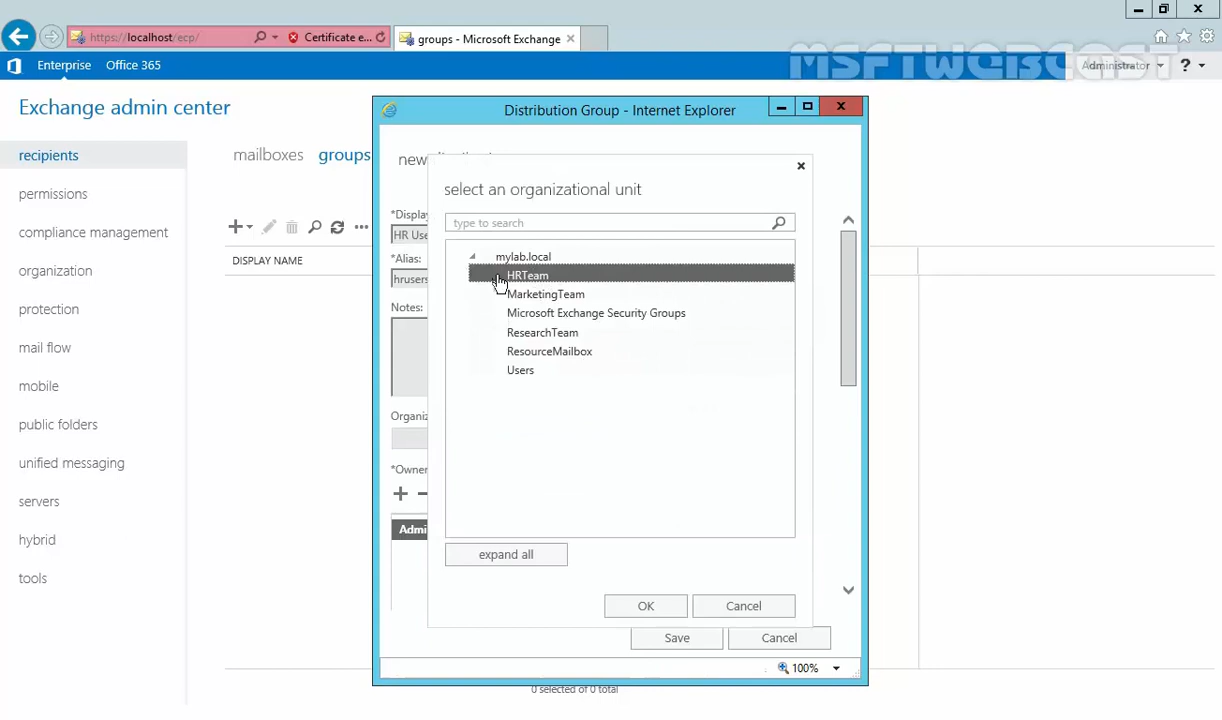 https://localhost/ecp/
Certificate e...
groups - Microsoft Exchange
MSFTWEBCAST
Enterprise
Office 365
Administrator
?
Exchange admin center
Distribution Group - Internet Explorer
recipients
mailboxes
groups
permissions
compliance management
organization
protection
mail flow
mobile
public folders
unified messaging
servers
hybrid
tools
DISPLAY NAME
new
select an organizational unit
*Display
type to search
HR Use
mylab.local
*Alias:
HRTeam
hrusers
MarketingTeam
Notes:
Microsoft Exchange Security Groups
ResearchTeam
ResourceMailbox
Users
Organiz
*Owner
Admi
expand all
OK
Cancel
Save
Cancel
100%
0 selected of 0 total